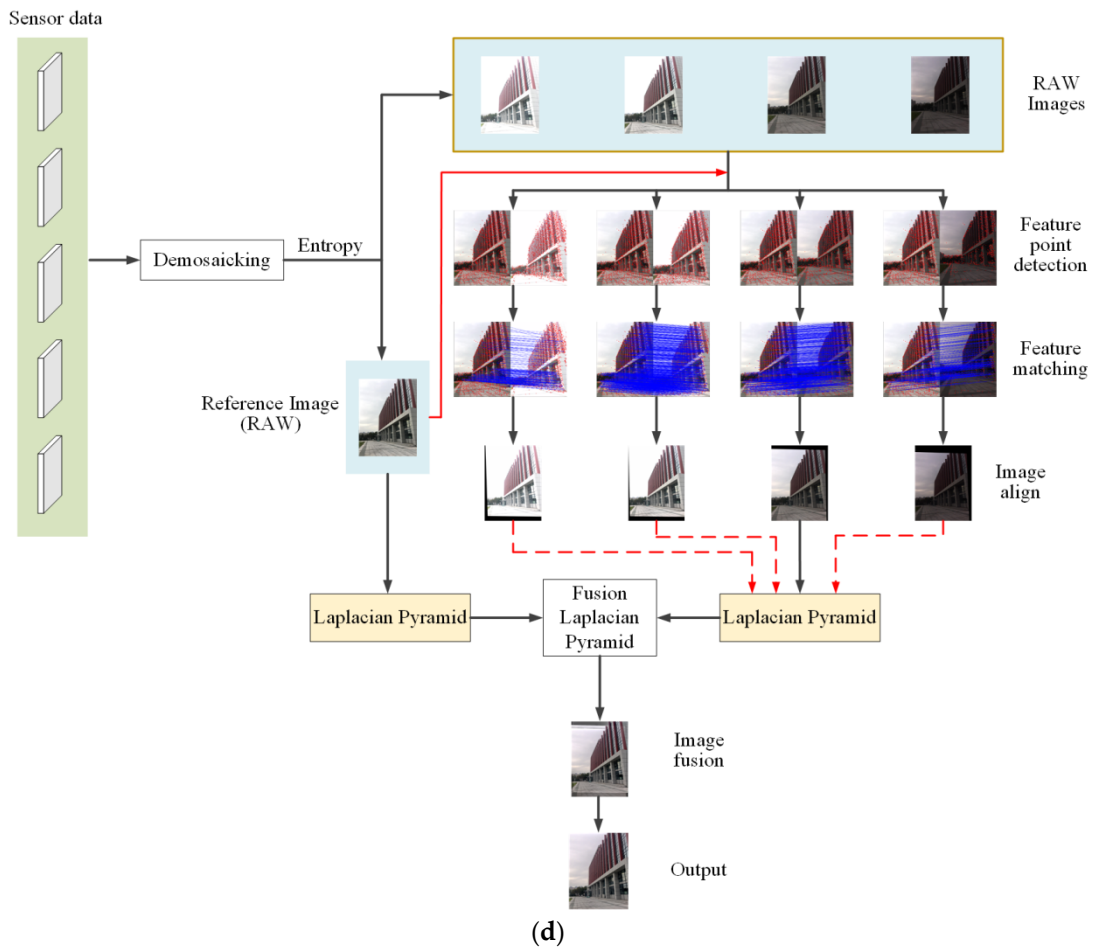 Sensor data
RAW
Images
Demosaicking
Entropy
Feature
point
detection
Feature
matching
Reference Image
(RAW)
Image
align
Laplacian Pyramid
Fusion
Laplacian
Pyramid
Laplacian Pyramid
Image
fusion
Output
(d)